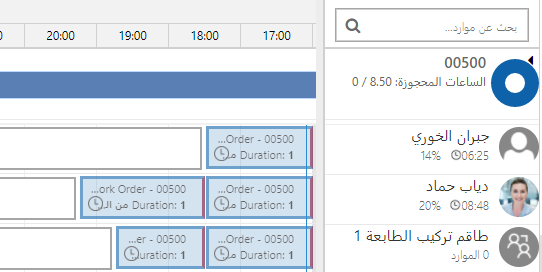 بحث عن موارد...
00500
الساعات المحجوزة: 8.50 / 0
جبران الخوري
06:25 14%
دياب حماد
08:48 20%
طاقم تركيب الطابعة 1
0 الموارد
17:00 18:00 19:00 20:00
...Order - 00500
Duration: 1 م...
...Order - 00500
Duration: 1 م...
...ork Order - 00500
Duration: 1 من ال...
...Order - 00500
Duration: 1 م...
...er - 00500
Duration: 1